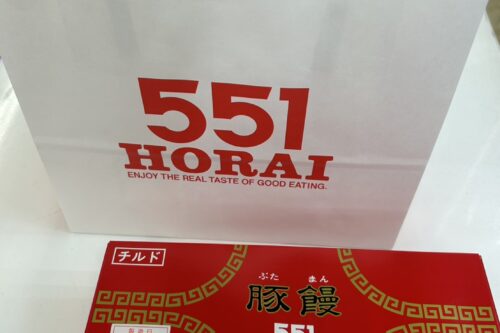 551
HORAI
ENJOY THE REAL TASTE OF GOOD EATING.
チルド
ぶた まん
豚饅
551